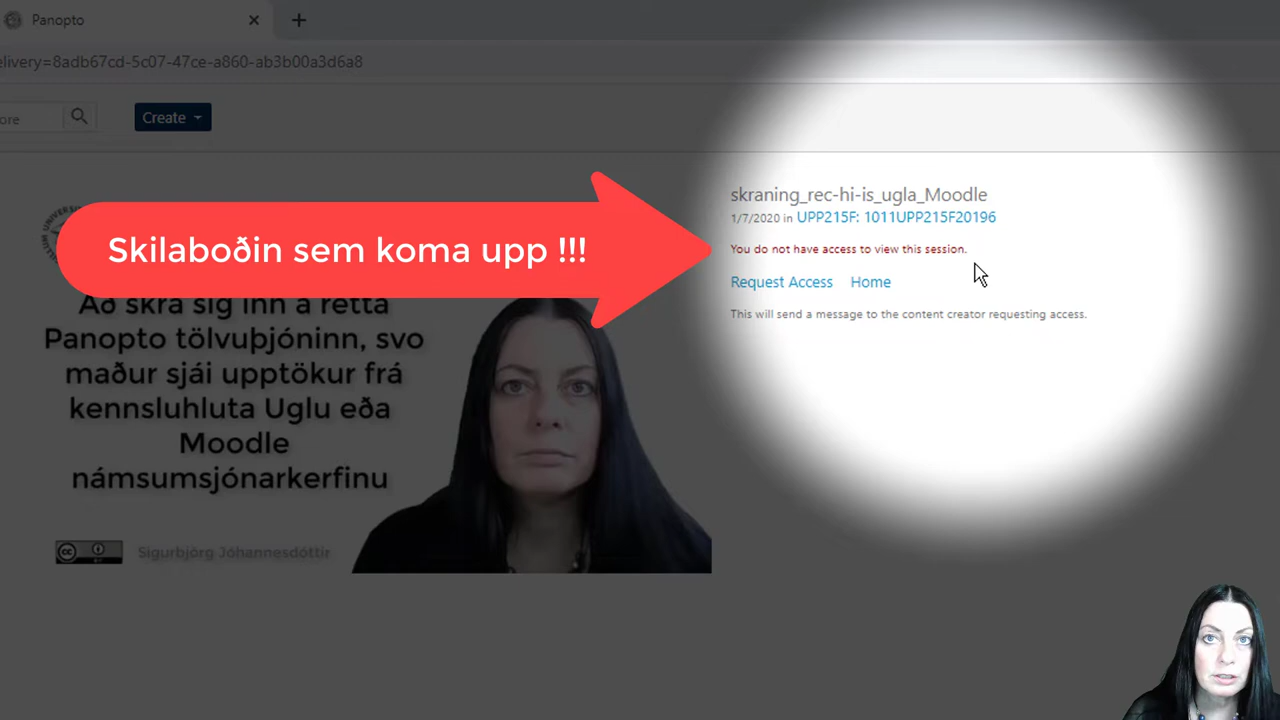 Panopto
elivery=8adb67cd-5c07-47ce-a860-ab3b00a3d6a8
ore
Create
skraning_rec-hi-is_ugla_Moodle
1/7/2020 in UPP215F: 1011UPP215F20196
Skilaboðin sem koma upp !!!
You do not have access to view this session.
Request Access Home
This will send a message to the content creator requesting access.
Að skrá sig inn á rétta
Panopto tölvuþjóninn, svo
maður sjái upptökur frá
kennsluhluta Uglu eða
Moodle
námsumsjónarkerfinu
Sigurbjörg Jóhannesdóttir